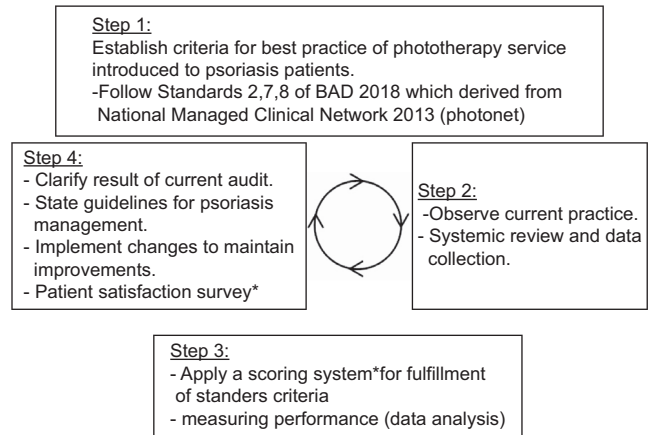 Step 1:
Establish criteria for best practice of phototherapy service
introduced to psoriasis patients.
-Follow Standards 2,7,8 of BAD 2018 which derived from
National Managed Clinical Network 2013 (photonet)
Step 4:
- Clarify result of current audit.
- State guidelines for psoriasis
management.
- Implement changes to maintain
improvements.
- Patient satisfaction survey*
Step 2:
-Observe current practice.
- Systemic review and data
collection.
Step 3:
- Apply a scoring system*for fulfillment
of standers criteria
- measuring performance (data analysis)